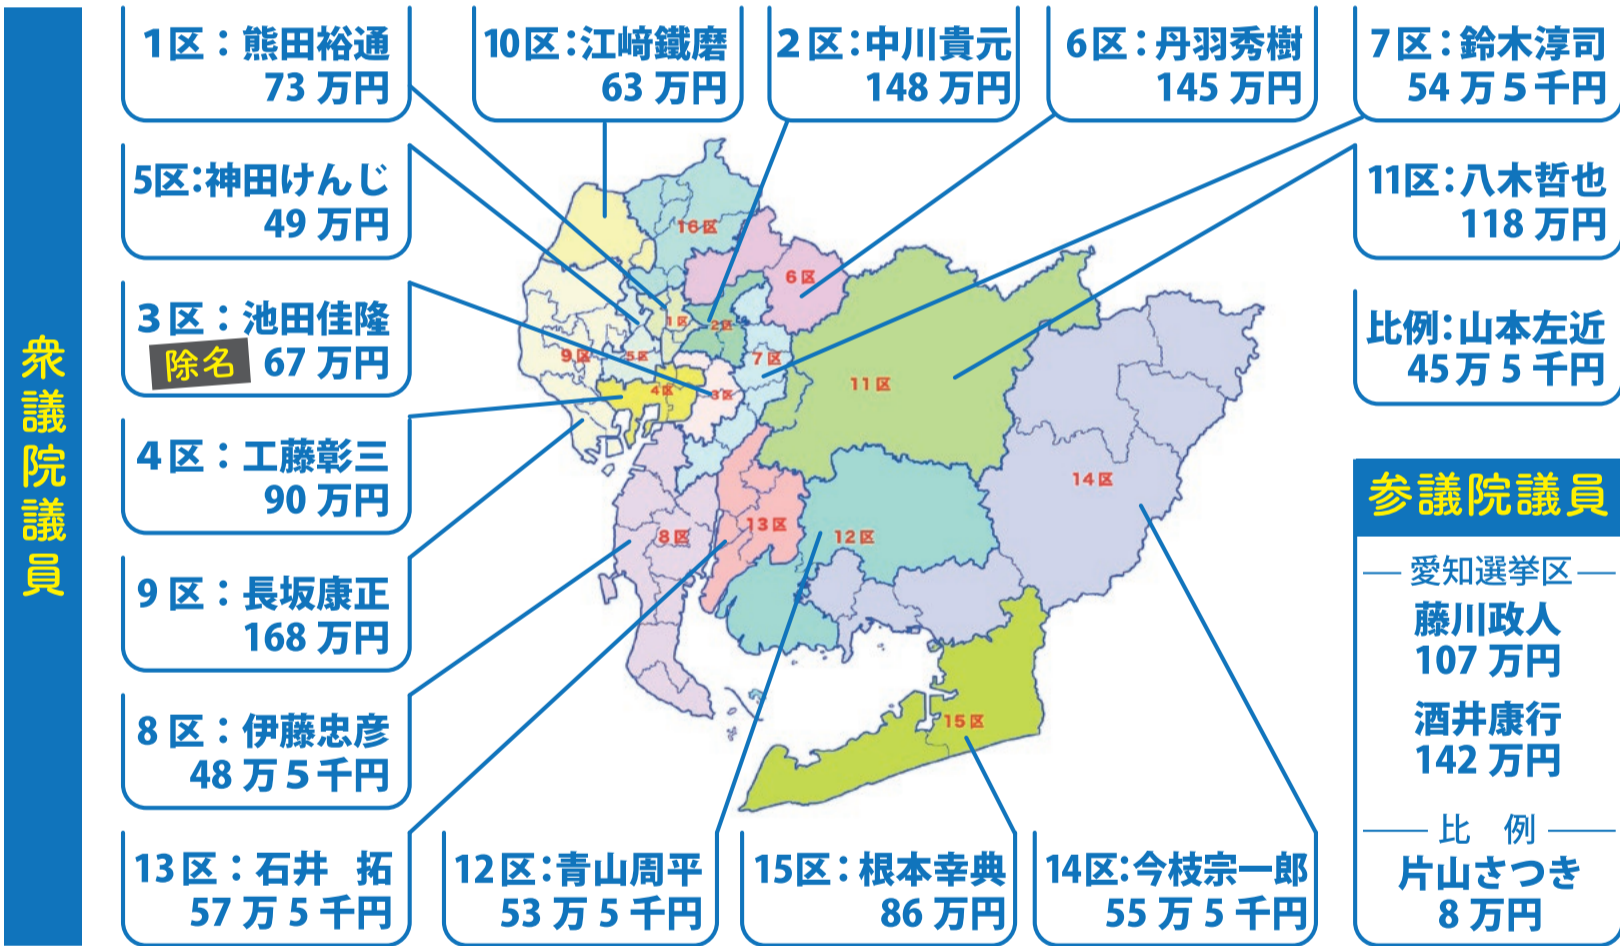 衆議院議員
1区：熊田裕通
73万円
10区：江﨑鐵磨
63万円
2区：中川貴元
148万円
6区：丹羽秀樹
145万円
7区：鈴木淳司
54万5千円
5区：神田けんじ
49万円
11区：八木哲也
118万円
3区：池田佳隆
除名 67万円
比例：山本左近
45万5千円
4区：工藤彰三
90万円
9区：長坂康正
168万円
8区：伊藤忠彦
48万5千円
13区：石井 拓
57万5千円
12区：青山周平
53万5千円
15区：根本幸典
86万円
14区：今枝宗一郎
55万5千円
参議院議員
愛知選挙区
藤川政人
107万円
酒井康行
142万円
比 例
片山さつき
8万円
16区
6区
1区
2区
9区
5区
7区
4区
3区
11区
14区
13区
8区
12区
15区